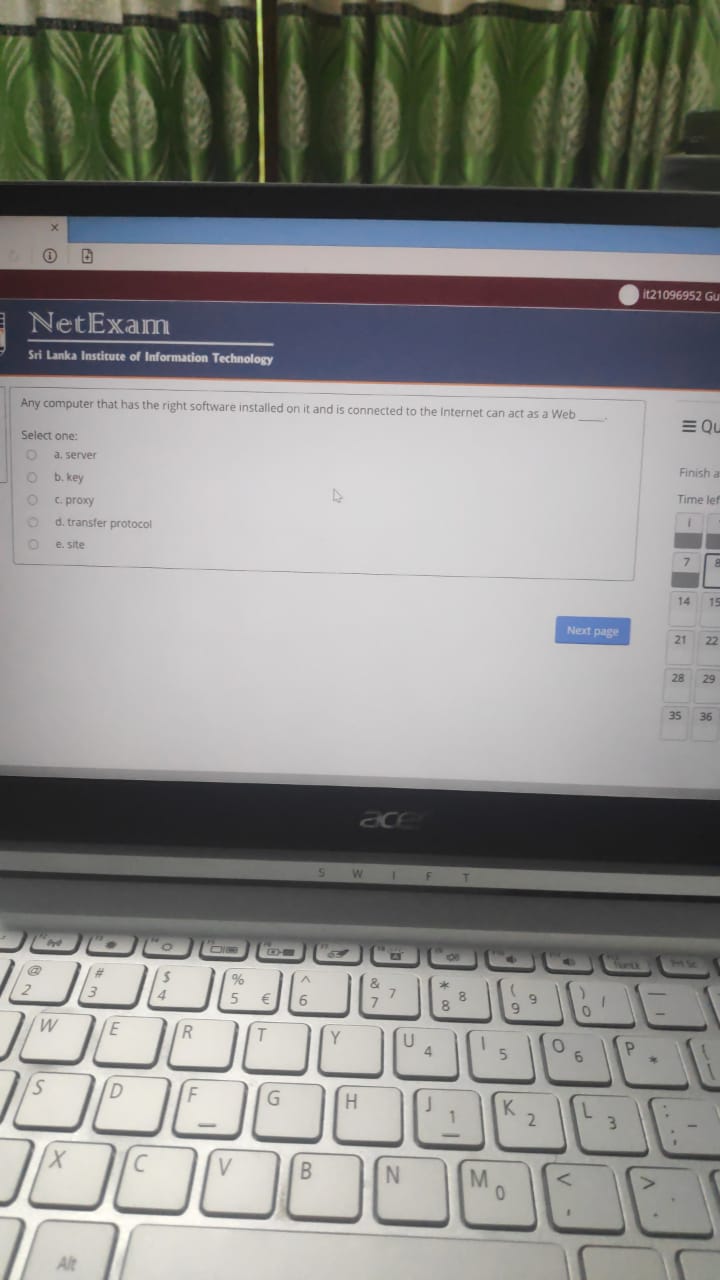 it21096952 Gu
NetExam
Sri Lanka Institute of Information Technology
Any computer that has the right software installed on it and is connected to the Internet can act as a Web ____.
Select one:
a. server
b. key
c. proxy
d. transfer protocol
e. site
Next page
Qu
Finish a
Time lef
1
7 8
14 15
21 22
28 29
35 36
acer
SWIFT
@ # $ % ^ & * ( )
2 3 4 5 € 6 7 7 8 8 9 9 0 /
W E R T Y U 4 I 5 O 6 P *
S D F G H J 1 K 2 L 3 : ; -
X C V B N M 0 < , > . .
Alt